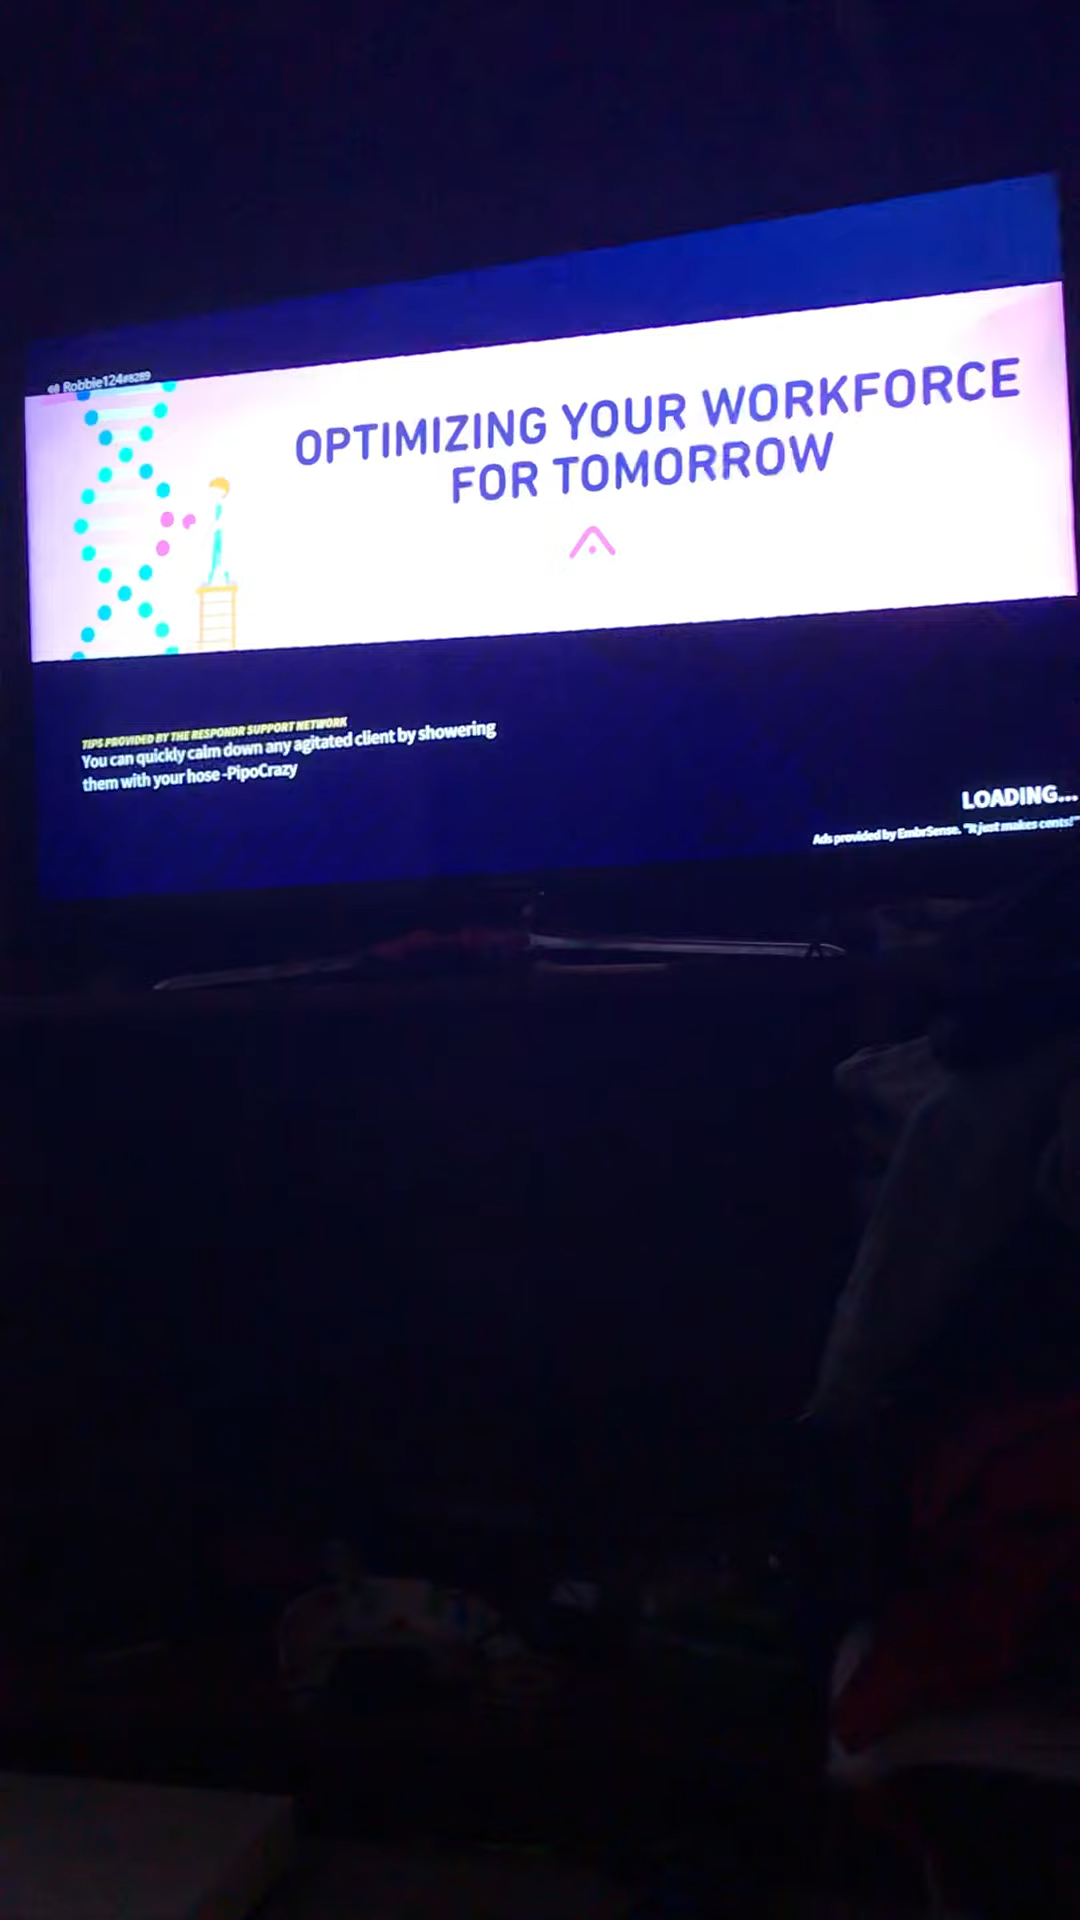 Robbie124#8289
OPTIMIZING YOUR WORKFORCE
FOR TOMORROW
TIPS PROVIDED BY THE RESPONDR SUPPORT NETWORK
You can quickly calm down any agitated client by showering
them with your hose -PipoCrazy
LOADING...
Ads provided by EmbrSense. "It just makes cents!"